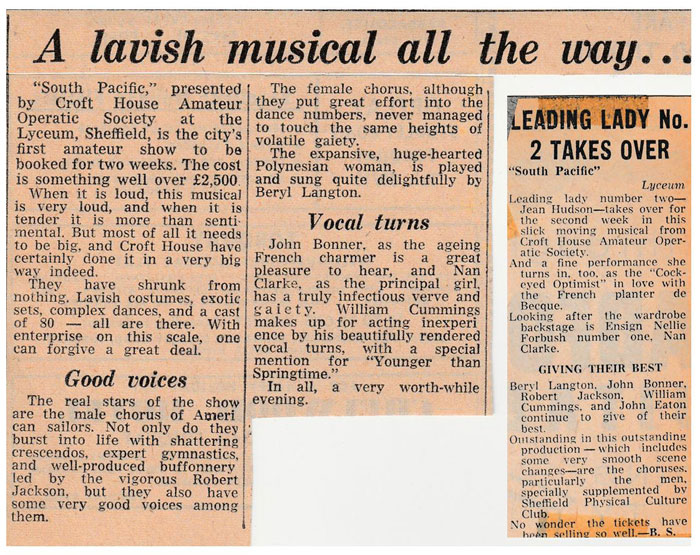 A lavish musical all the way...
"South Pacific," presented
by Croft House Amateur
Operatic Society at the
Lyceum, Sheffield, is the city's
first amateur show to be
booked for two weeks. The cost
is something well over £2,500.
When it is loud, this musical
is very loud, and when it is
tender it is more than senti-
mental. But most of all it needs
to be big, and Croft House have
certainly done it in a very big
way indeed.
They have shrunk from
nothing. Lavish costumes, exotic
sets, complex dances, and a cast
of 80 — all are there. With
enterprise on this scale, one
can forgive a great deal.
Good voices
The real stars of the show
are the male chorus of Ameri
can sailors. Not only do they
burst into life with shattering
crescendos, expert gymnastics,
and well-produced buffonnery
led by the vigorous Robert
Jackson, but they also have
some very good voices among
them.
The female chorus, although
they put great effort into the
dance numbers, never managed
to touch the same heights of
volatile gaiety.
The expansive, huge-hearted
Polynesian woman, is played
and sung quite delightfully by
Beryl Langton.
Vocal turns
John Bonner, as the ageing
French charmer is a great
pleasure to hear, and Nan
Clarke, as the principal girl,
has a truly infectious verve and
gaiety. William Cummings
makes up for acting inexperi
ence by his beautifully rendered
vocal turns, with a special
mention for "Younger than
Springtime."
In all, a very worth-while
evening.
LEADING LADY No.
2 TAKES OVER
"South Pacific"
Lyceum
Leading lady number two—
Jean Hudson—takes over for
the second week in this
slick moving musical from
Croft House Amateur Oper-
atic Society.
And a fine performance she
turns in, too, as the "Cock-
eyed Optimist" in love with
the French planter de
Becque.
Looking after the wardrobe
backstage is Ensign Nellie
Forbush number one, Nan
Clarke.
GIVING THEIR BEST
Beryl Langton, John Bonner,
Robert Jackson, William
Cummings, and John Eaton
continue to give of their
best.
Outstanding in this outstanding
production — which includes
some very smooth scene
changes—are the choruses,
particularly the men,
specially supplemented by
Sheffield Physical Culture
Club.
No wonder the tickets have
been selling so well.—B. S.